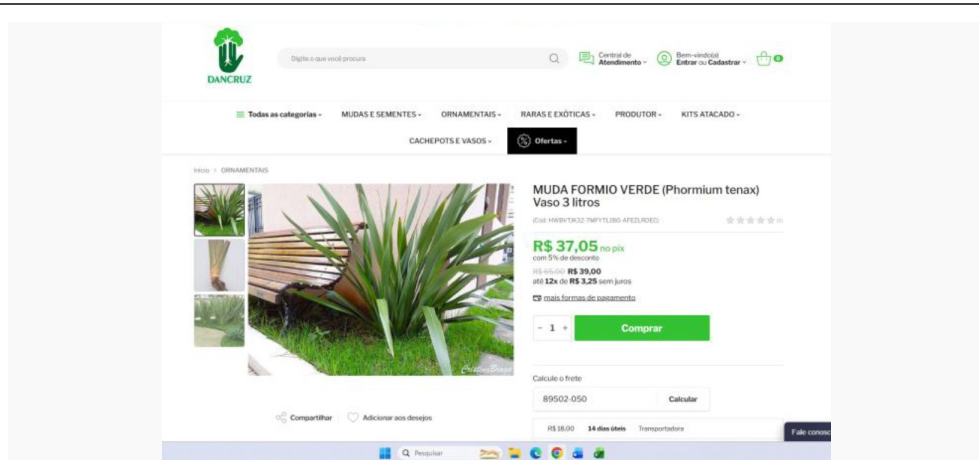 DANCRUZ
Digite o que você procura
Central de
Atendimento
Bem-vindo(a)
Entrar ou Cadastrar
0
Todas as categorias
MUDAS E SEMENTES
ORNAMENTAIS
RARAS E EXÓTICAS
PRODUTOR
KITS ATACADO
CACHEPOTS E VASOS
Ofertas
Início > ORNAMENTAIS
MUDA FORMIO VERDE (Phormium tenax)
Vaso 3 litros
R$ 37,05 no pix
com 5% de desconto
R$ 65,00 R$ 39,00
até 12x de R$ 3,25 sem juros
mais formas de pagamento
- 1 + Comprar
Calcule o frete
89502-050 Calcular
Compartilhar Adicionar aos desejos
R$ 18,00 14 dias úteis Transportadora
Fale conosc
Pesquisar